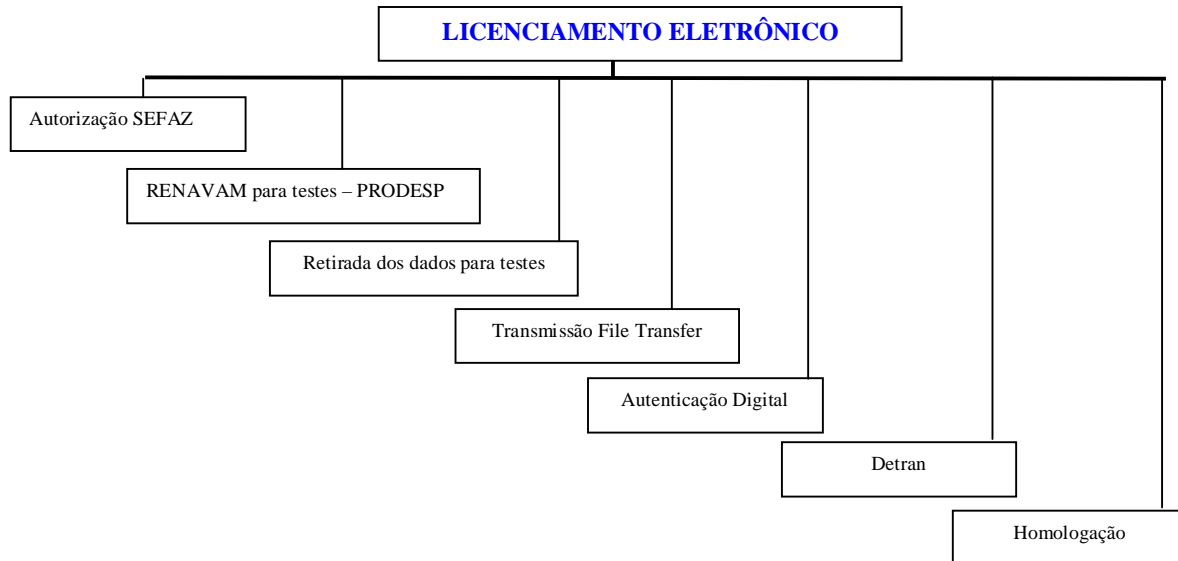 LICENCIAMENTO ELETRÔNICO
Autorização SEFAZ
RENAVAM para testes – PRODESP
Retirada dos dados para testes
Transmissão File Transfer
Autenticação Digital
Detran
Homologação